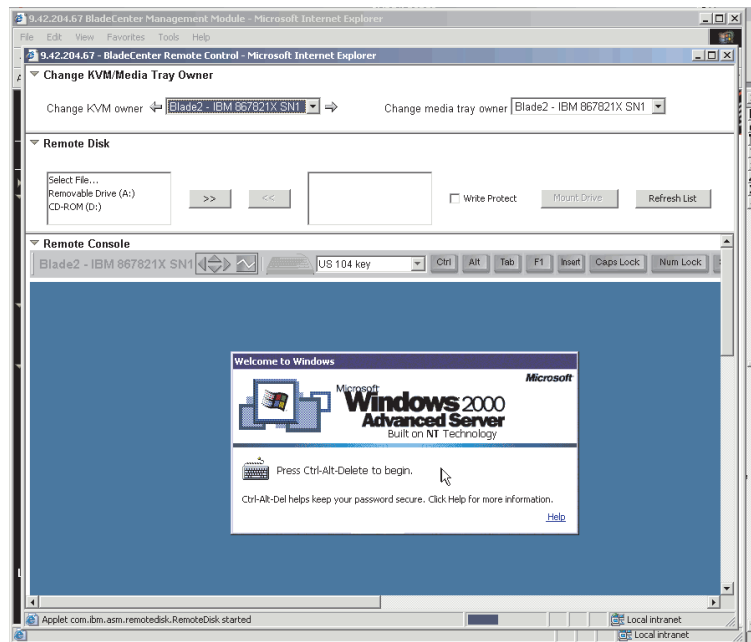 9.42.204.67 BladeCenter Management Module - Microsoft Internet Explorer
File Edit View Favorites Tools Help
9.42.204.67 - BladeCenter Remote Control - Microsoft Internet Explorer
Change KVM/Media Tray Owner
Change KVM owner Blade2 - IBM 867821X SN1 Change media tray owner Blade2 - IBM 867821X SN1
Remote Disk
Select File...
Removable Drive (A:)
CD-ROM (D:)
>> << Write Protect Mount Drive Refresh List
Remote Console
Blade2 - IBM 867821X SN1 US 104 key Ctrl Alt Tab F1 Insert Caps Lock Num Lock
Welcome to Windows
Microsoft
Microsoft
Windows 2000
Advanced Server
Built on NT Technology
Press Ctrl-Alt-Delete to begin.
Ctrl-Alt-Del helps keep your password secure. Click Help for more information.
Help
Applet com.ibm.asm.remotedisk.RemoteDisk started Local intranet
Local intranet